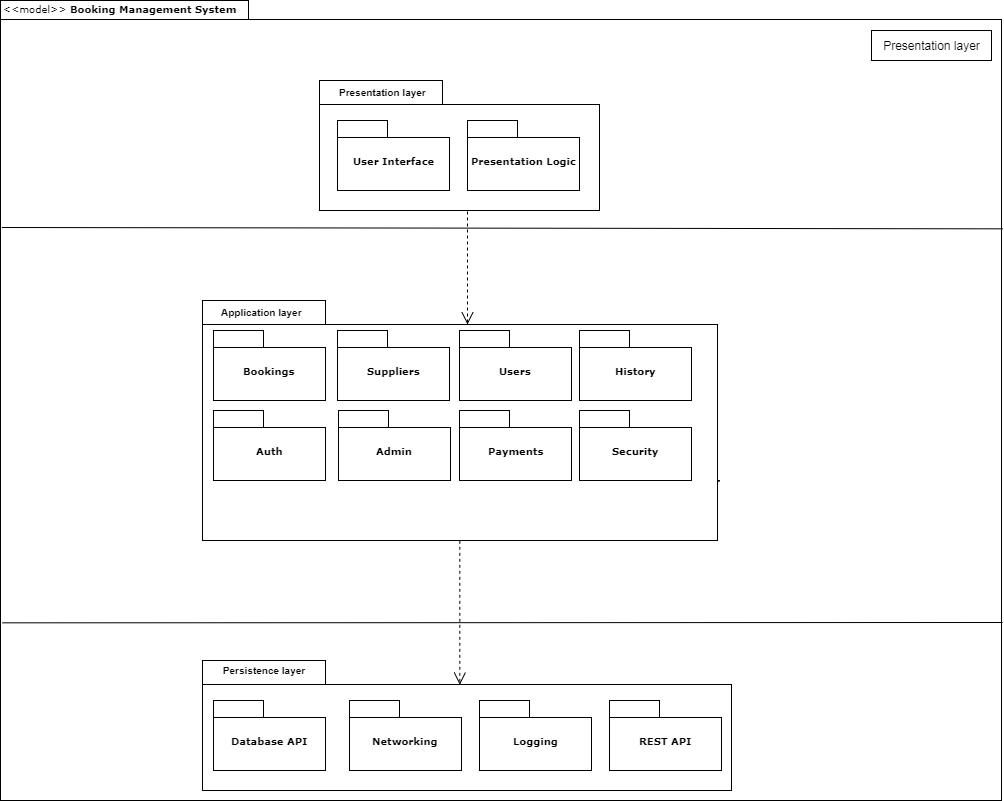 <<model>> Booking Management System
Presentation layer
Presentation layer
User Interface
Presentation Logic
Application layer
Bookings
Suppliers
Users
History
Auth
Admin
Payments
Security
Persistence layer
Database API
Networking
Logging
REST API